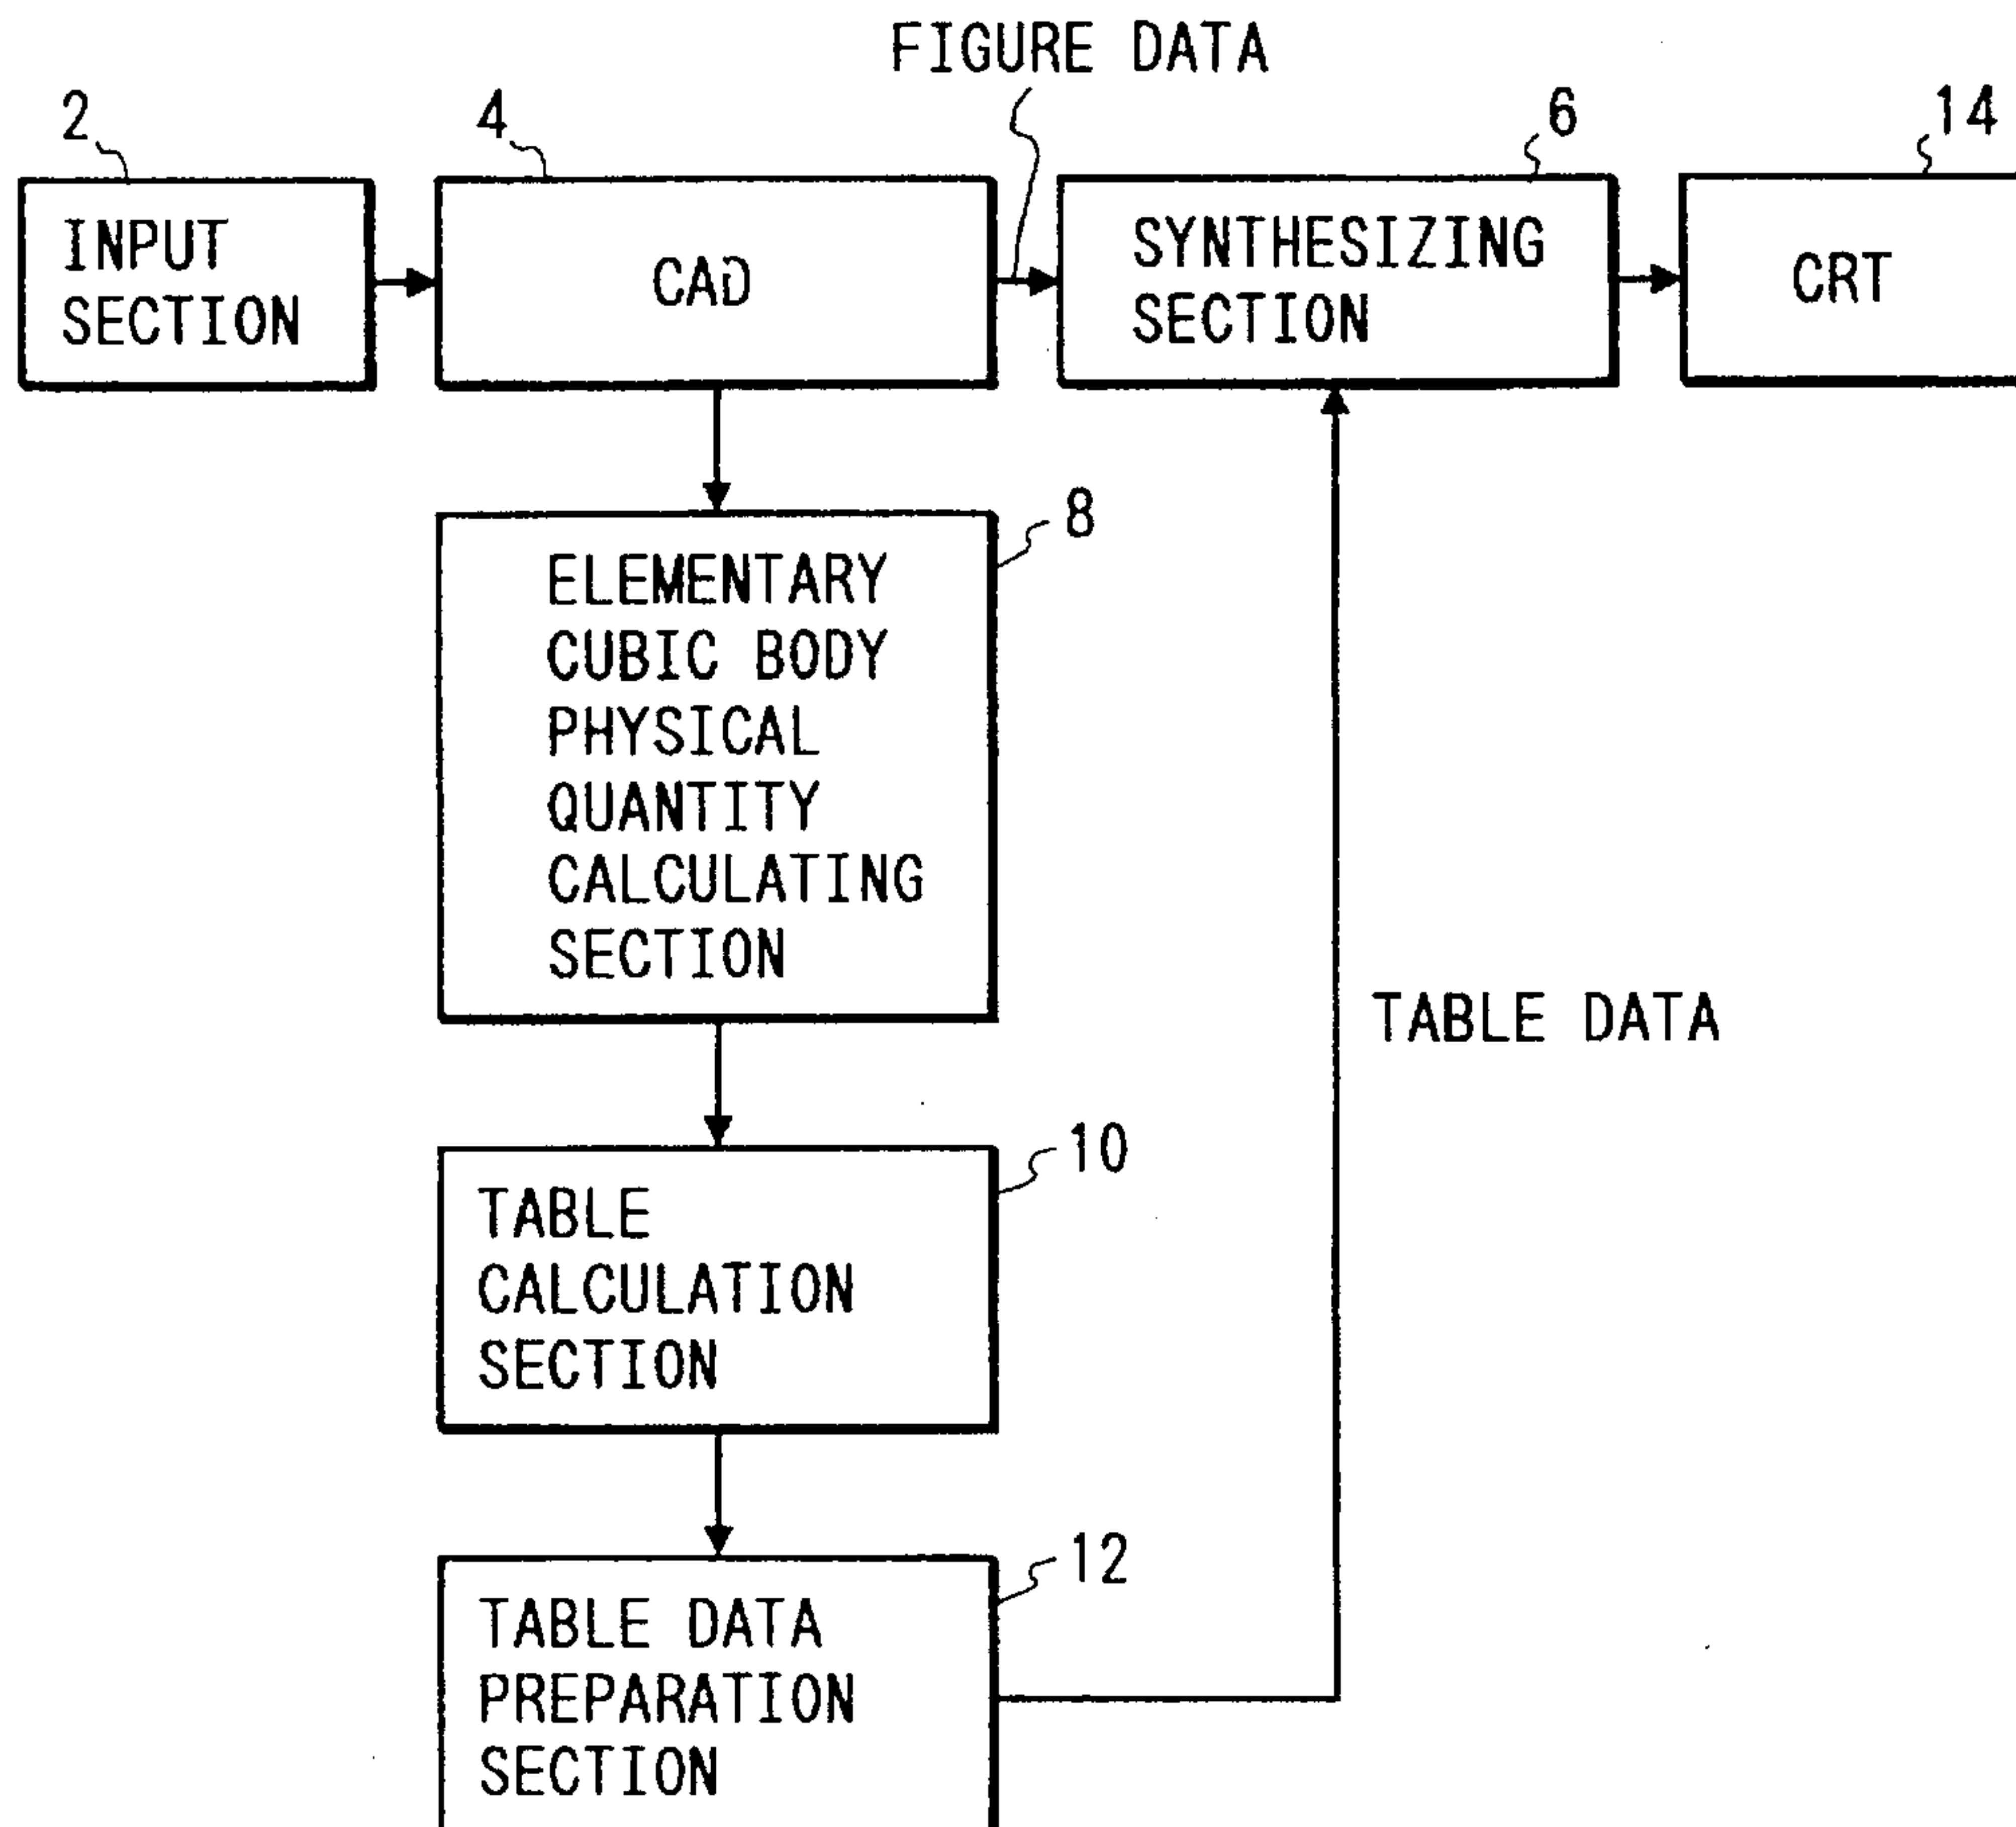 FIGURE DATA
2
4
6
14
INPUT
SECTION
CAD
SYNTHESIZING
SECTION
CRT
8
ELEMENTARY
CUBIC BODY
PHYSICAL
QUANTITY
CALCULATING
SECTION
TABLE DATA
10
TABLE
CALCULATION
SECTION
12
TABLE DATA
PREPARATION
SECTION